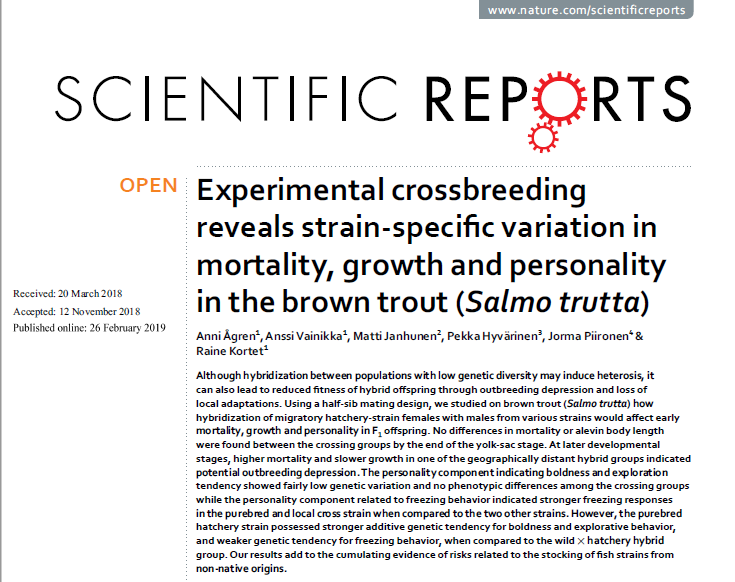 www.nature.com/scientificreports
SCIENTIFIC REPORTS
OPEN
Experimental crossbreeding
reveals strain-specific variation in
mortality, growth and personality
in the brown trout (Salmo trutta)
Received: 20 March 2018
Accepted: 12 November 2018
Published online: 26 February 2019
Anni Ågren¹, Anssi Vainikka¹, Matti Janhunen², Pekka Hyvärinen³, Jorma Piironen⁴ &
Raine Kortet¹
Although hybridization between populations with low genetic diversity may induce heterosis, it
can also lead to reduced fitness of hybrid offspring through outbreeding depression and loss of
local adaptations. Using a half-sib mating design, we studied on brown trout (Salmo trutta) how
hybridization of migratory hatchery-strain females with males from various strains would affect early
mortality, growth and personality in F₁ offspring. No differences in mortality or alevin body length
were found between the crossing groups by the end of the yolk-sac stage. At later developmental
stages, higher mortality and slower growth in one of the geographically distant hybrid groups indicated
potential outbreeding depression. The personality component indicating boldness and exploration
tendency showed fairly low genetic variation and no phenotypic differences among the crossing groups
while the personality component related to freezing behavior indicated stronger freezing responses
in the purebred and local cross strain when compared to the two other strains. However, the purebred
hatchery strain possessed stronger additive genetic tendency for boldness and explorative behavior,
and weaker genetic tendency for freezing behavior, when compared to the wild × hatchery hybrid
group. Our results add to the cumulating evidence of risks related to the stocking of fish strains from
non-native origins.